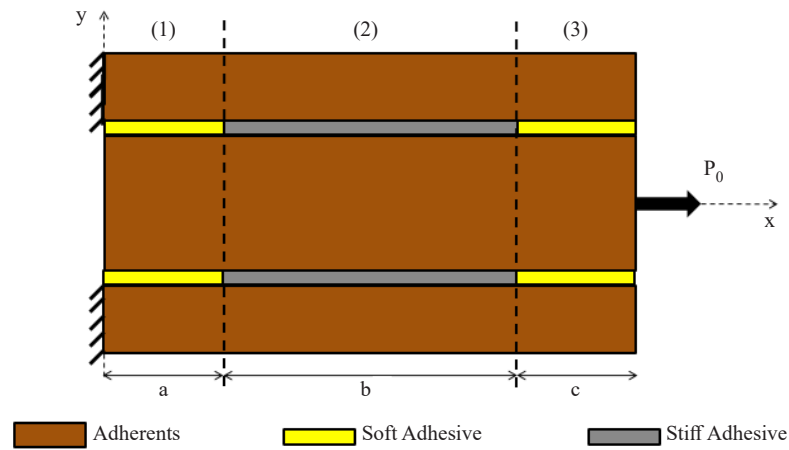 y
(1) (2) (3)
P0
x
a b c
Adherents Soft Adhesive Stiff Adhesive